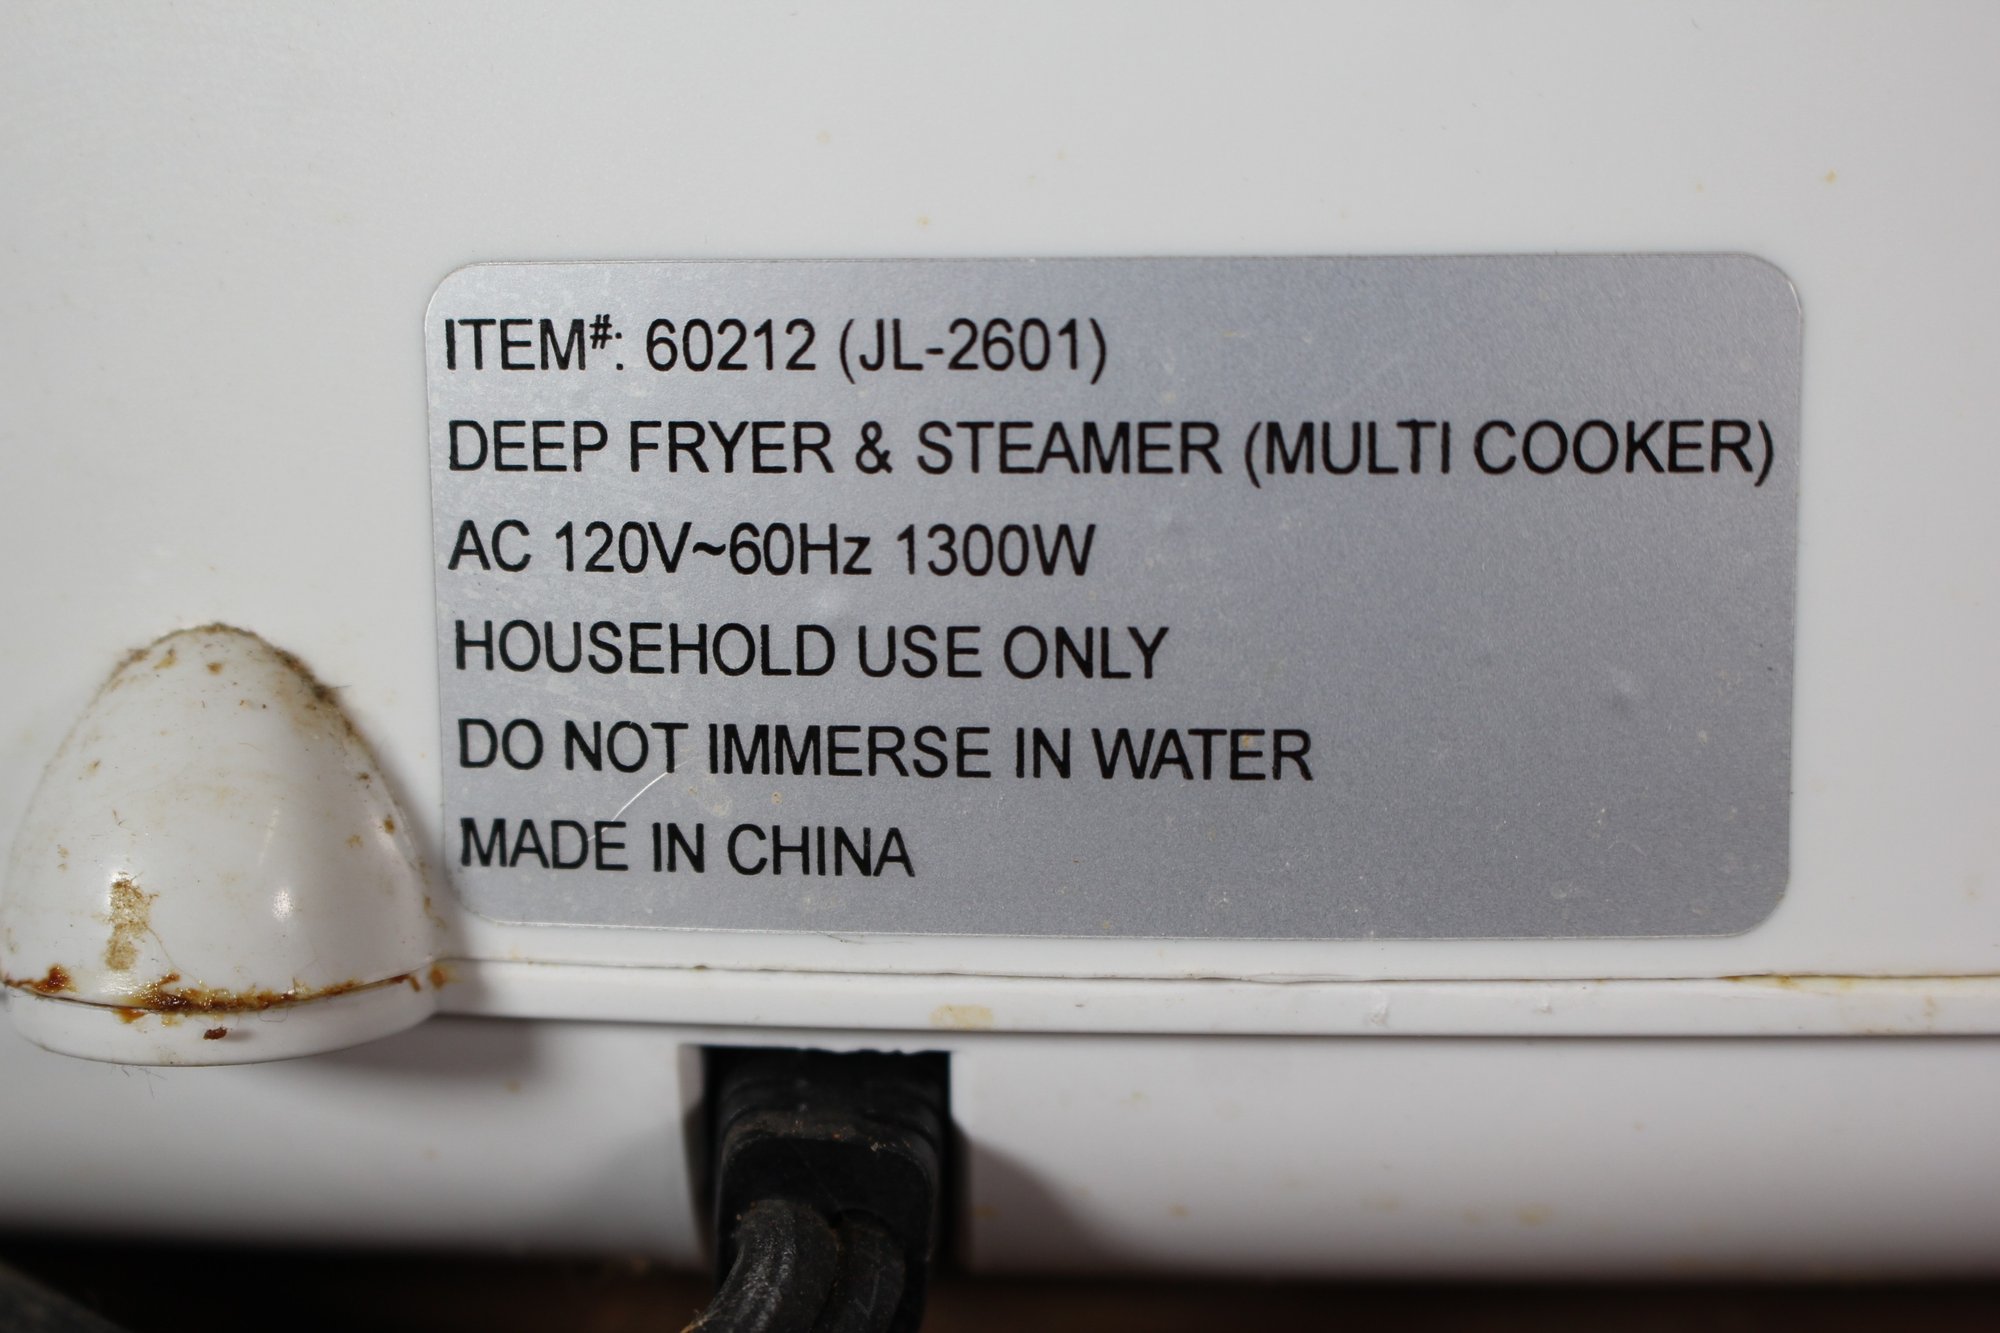 ITEM#: 60212 (JL-2601)
DEEP FRYER & STEAMER (MULTI COOKER)
AC 120V~60Hz 1300W
HOUSEHOLD USE ONLY
DO NOT IMMERSE IN WATER
MADE IN CHINA